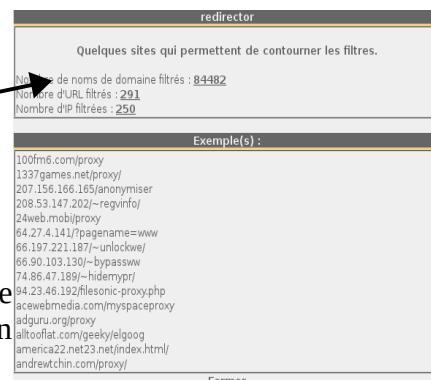 redirector
Quelques sites qui permettent de contourner les filtres.
Nombre de noms de domaine filtrés : 84482
Nombre d'URL filtrés : 291
Nombre d'IP filtrées : 250
Exemple(s) :
100fm6.com/proxy
1337games.net/proxy/
207.156.166.165/anonymiser
208.53.147.202/~regvinfo/
24web.mobi/proxy
64.27.4.141/?pagename=www
66.197.221.187/~unlockwe/
66.90.103.130/~bypassww
74.86.47.189/~hidemypr/
e 94.23.46.192/filesonic-proxy.php
acewebmedia.com/myspaceproxy
adguru.org/proxy
n alltooflat.com/geeky/elgoog
america22.net23.net/index.html/
andrewtchin.com/proxy/
Fermer